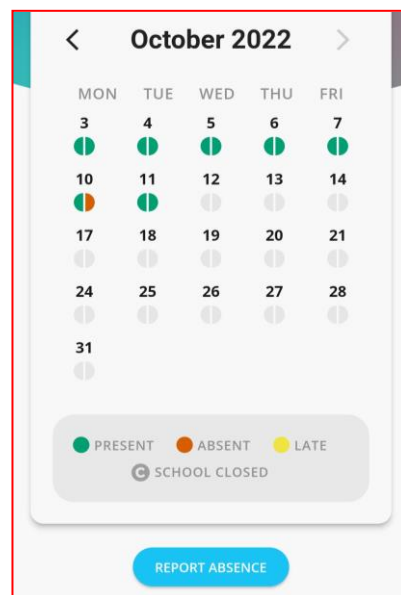 October 2022
MON TUE WED THU FRI
3 4 5 6 7
10 11 12 13 14
17 18 19 20 21
24 25 26 27 28
31
PRESENT ABSENT LATE
C SCHOOL CLOSED
REPORT ABSENCE